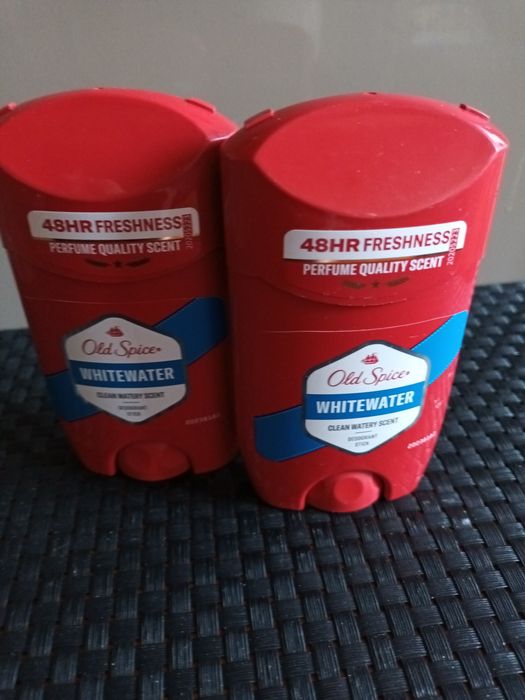 48HR FRESHNESS
PERFUME QUALITY SCENT
Old Spice
WHITEWATER
CLEAN WATERY SCENT
DEODORANT
STICK
48HR FRESHNESS
PERFUME QUALITY SCENT
Old Spice
WHITEWATER
CLEAN WATERY SCENT
DEODORANT
STICK